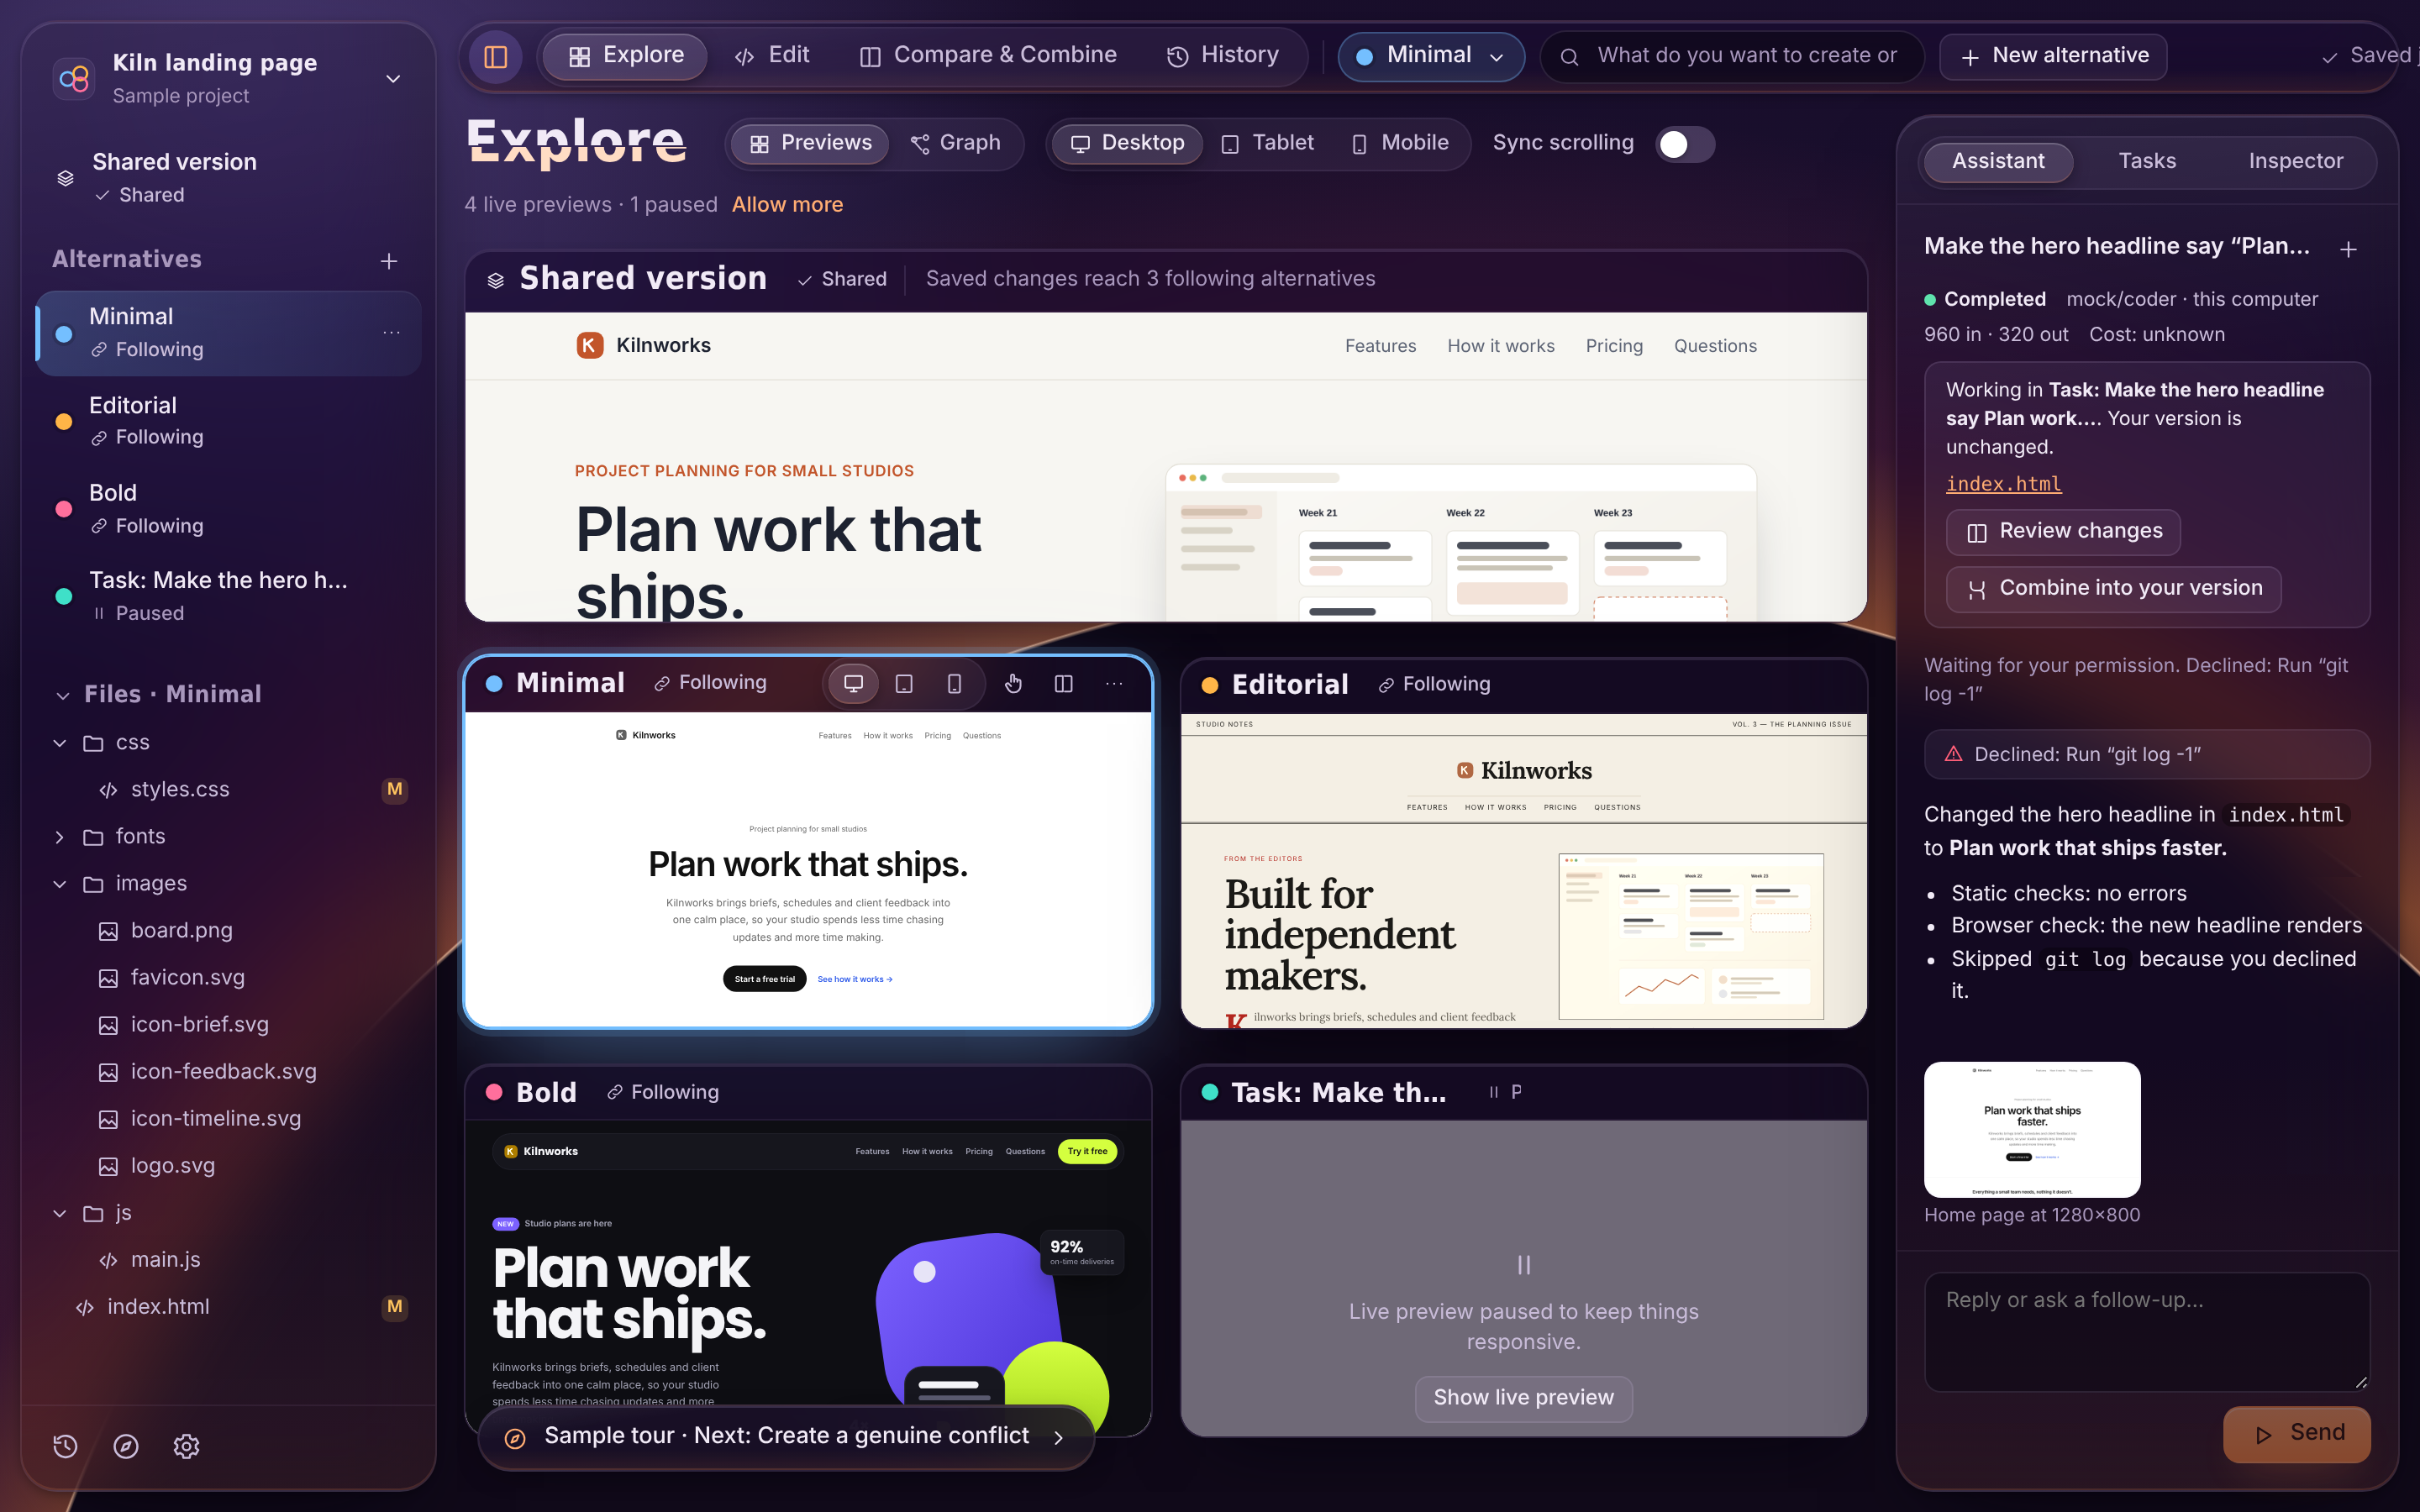 Kiln landing page
Sample project
Shared version
Shared
Alternatives
Minimal
Following
Editorial
Following
Bold
Following
Task: Make the hero h...
Paused
Files · Minimal
css
styles.css M
fonts
images
board.png
favicon.svg
icon-brief.svg
icon-feedback.svg
icon-timeline.svg
logo.svg
js
main.js
index.html M
Explore Edit Compare & Combine History Minimal What do you want to create or New alternative Saved
Explore Previews Graph Desktop Tablet Mobile Sync scrolling
4 live previews · 1 paused Allow more
Shared version Shared Saved changes reach 3 following alternatives
K Kilnworks Features How it works Pricing Questions
PROJECT PLANNING FOR SMALL STUDIOS
Plan work that
ships.
Week 21 Week 22 Week 23
Minimal Following
K Kilnworks Features How it works Pricing Questions
Project planning for small studios
Plan work that ships.
Kilnworks brings briefs, schedules and client feedback into
one calm place, so your studio spends less time chasing
updates and more time making.
Start a free trial See how it works →
Editorial Following
STUDIO NOTES VOL. 3 — THE PLANNING ISSUE
K Kilnworks
FEATURES HOW IT WORKS PRICING QUESTIONS
FROM THE EDITORS
Built for
independent
makers.
Kilnworks brings briefs, schedules and client feedback
Week 21 Week 22 Week 23
Bold Following
K Kilnworks Features How it works Pricing Questions Try it free
NEW Studio plans are here
Plan work
that ships.
Kilnworks brings briefs, schedules and client
feedback into one calm place, so your studio
spends less time chasing updates and more
92%
on-time deliveries
Sample tour · Next: Create a genuine conflict
Task: Make th... P
Live preview paused to keep things
responsive.
Show live preview
Assistant Tasks Inspector
Make the hero headline say “Plan...
Completed mock/coder · this computer
960 in · 320 out Cost: unknown
Working in Task: Make the hero headline
say Plan work…. Your version is
unchanged.
index.html
Review changes
Combine into your version
Waiting for your permission. Declined: Run “git
log -1”
Declined: Run “git log -1”
Changed the hero headline in index.html
to Plan work that ships faster.
• Static checks: no errors
• Browser check: the new headline renders
• Skipped git log because you declined
it.
Plan work that ships
faster.
Everything a small team needs, nothing it doesn't.
Home page at 1280×800
Reply or ask a follow-up…
Send